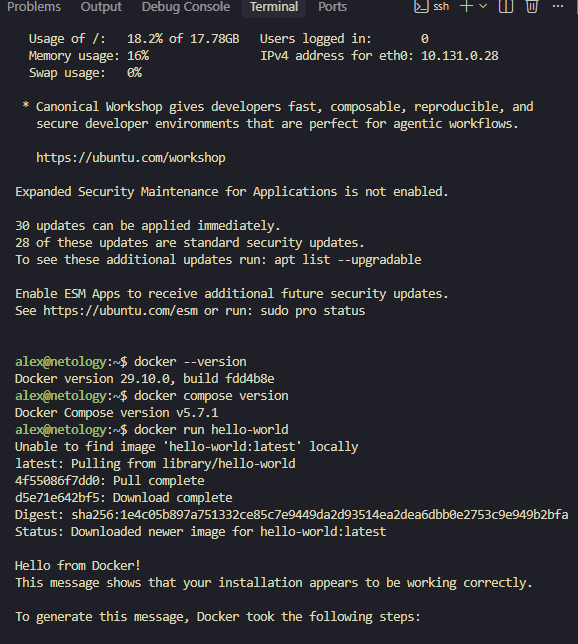 Problems Output Debug Console Terminal Ports ssh
Usage of /: 18.2% of 17.78GB Users logged in: 0
Memory usage: 16% IPv4 address for eth0: 10.131.0.28
Swap usage: 0%
* Canonical Workshop gives developers fast, composable, reproducible, and
secure developer environments that are perfect for agentic workflows.
https://ubuntu.com/workshop
Expanded Security Maintenance for Applications is not enabled.
30 updates can be applied immediately.
28 of these updates are standard security updates.
To see these additional updates run: apt list --upgradable
Enable ESM Apps to receive additional future security updates.
See https://ubuntu.com/esm or run: sudo pro status
alex@netology:~$ docker --version
Docker version 29.10.0, build fdd4b8e
alex@netology:~$ docker compose version
Docker Compose version v5.7.1
alex@netology:~$ docker run hello-world
Unable to find image 'hello-world:latest' locally
latest: Pulling from library/hello-world
4f55086f7dd0: Pull complete
d5e71e642bf5: Download complete
Digest: sha256:1e4c05b897a751332ce85c7e9449da2d93514ea2dea6dbb0e2753c9e949b2bfa
Status: Downloaded newer image for hello-world:latest
Hello from Docker!
This message shows that your installation appears to be working correctly.
To generate this message, Docker took the following steps: